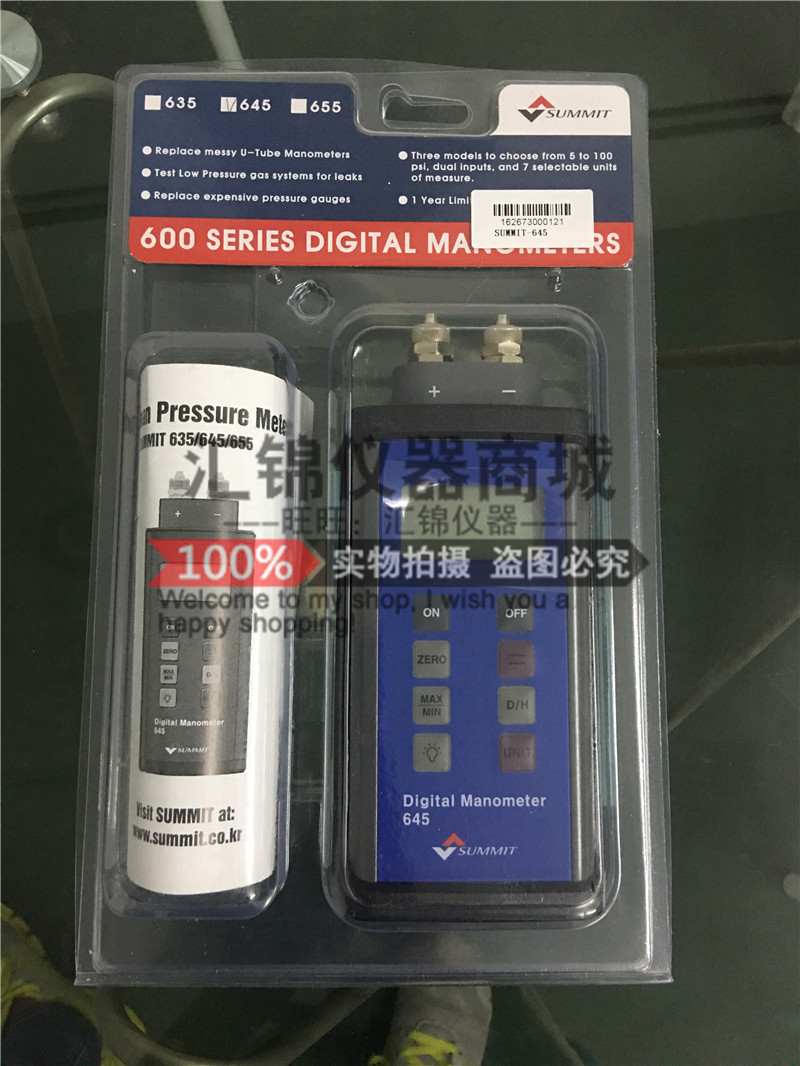 635
645
655
SUMMIT
Replace messy U-Tube Manometers
Test Low Pressure gas systems for leaks
Replace expensive pressure gauges
Three models to choose from 5 to 100
psi, dual inputs, and 7 selectable units
of measure.
1 Year Limi
162673000121
SUMMIT-645
600 SERIES DIGITAL MANOMETERS
Pressure Mete
MMIT 635/645/655
+ −
ON
ZERO
MAX
MIN
D
Digital Manometer
645
SUMMIT
Visit SUMMIT at:
www.summit.co.kr
+ −
汇锦仪器商城
----旺旺：汇锦仪器----
100% 实物拍摄 盗图必究
Welcome to my shop, I wish you a
happy shopping!
ON OFF
ZERO
MAX
MIN
D/H
UNIT
Digital Manometer
645
SUMMIT